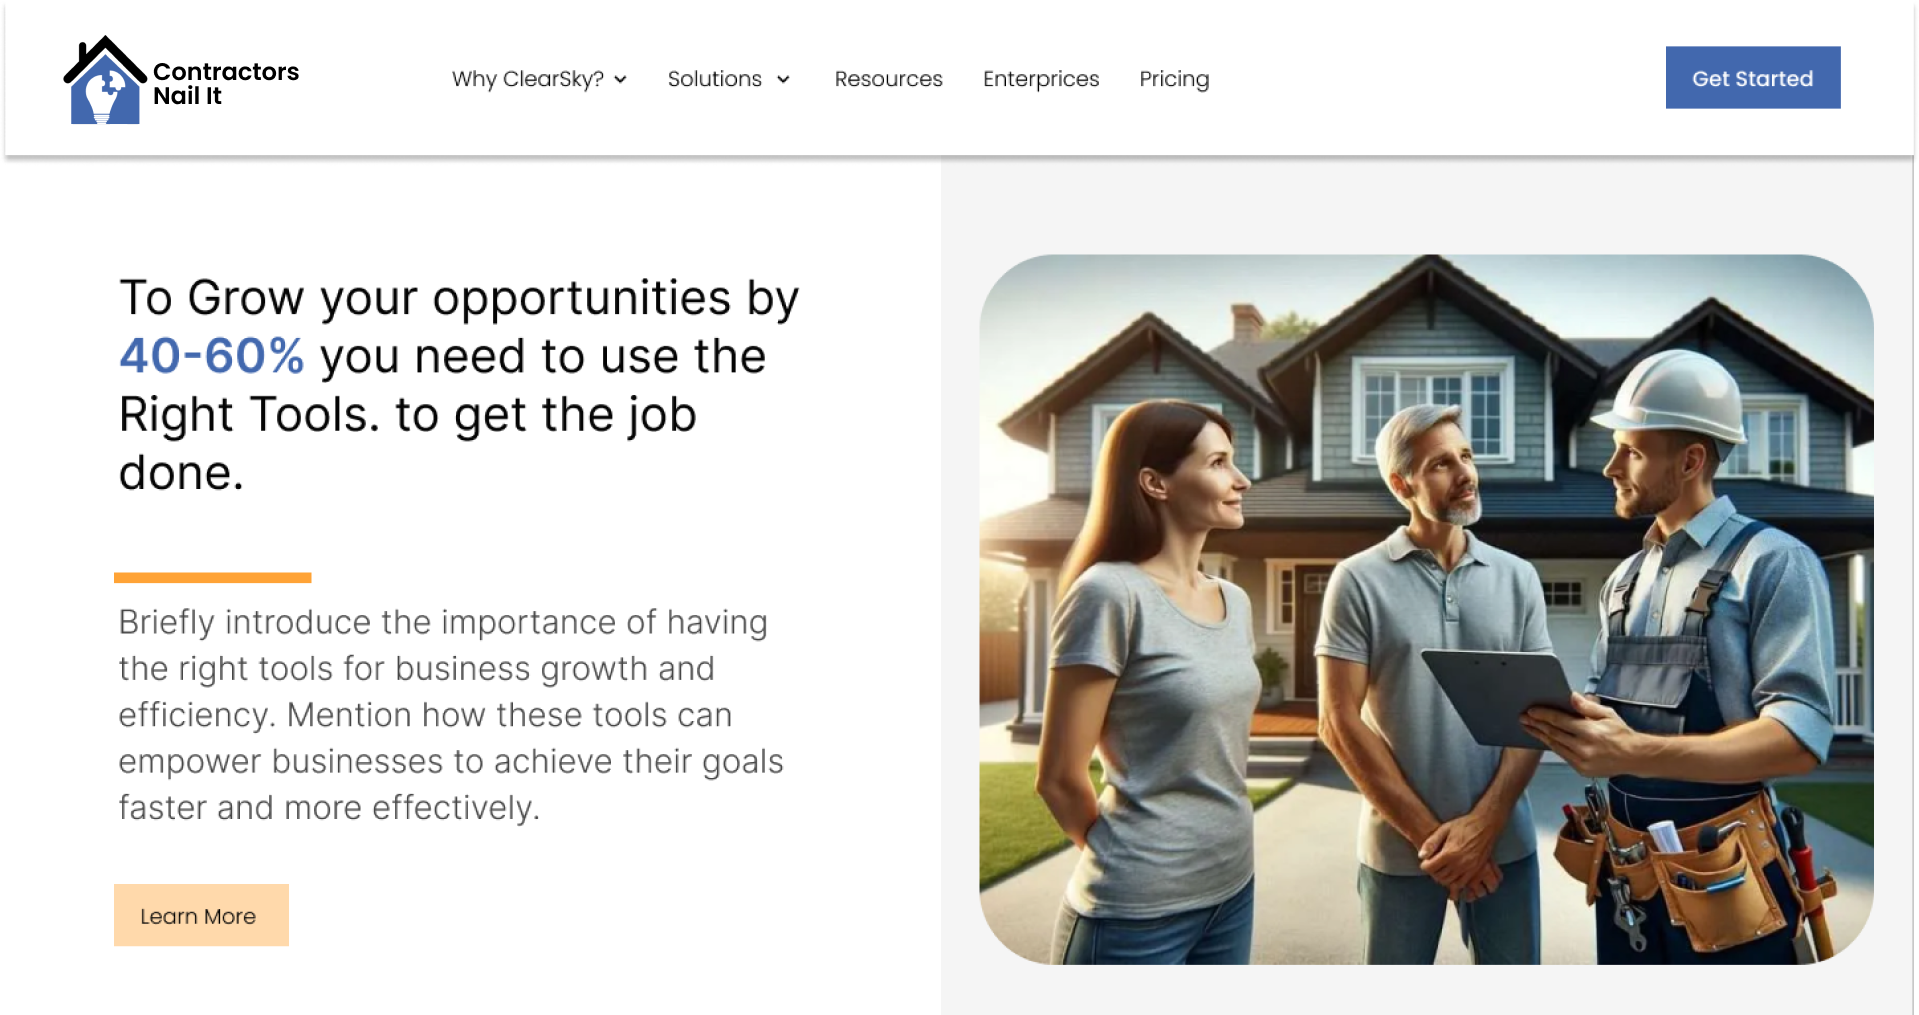 Contractors
Nail It
Why ClearSky?
Solutions
Resources
Enterprices
Pricing
Get Started
To Grow your opportunities by
40-60% you need to use the
Right Tools. to get the job
done.
Briefly introduce the importance of having
the right tools for business growth and
efficiency. Mention how these tools can
empower businesses to achieve their goals
faster and more effectively.
Learn More